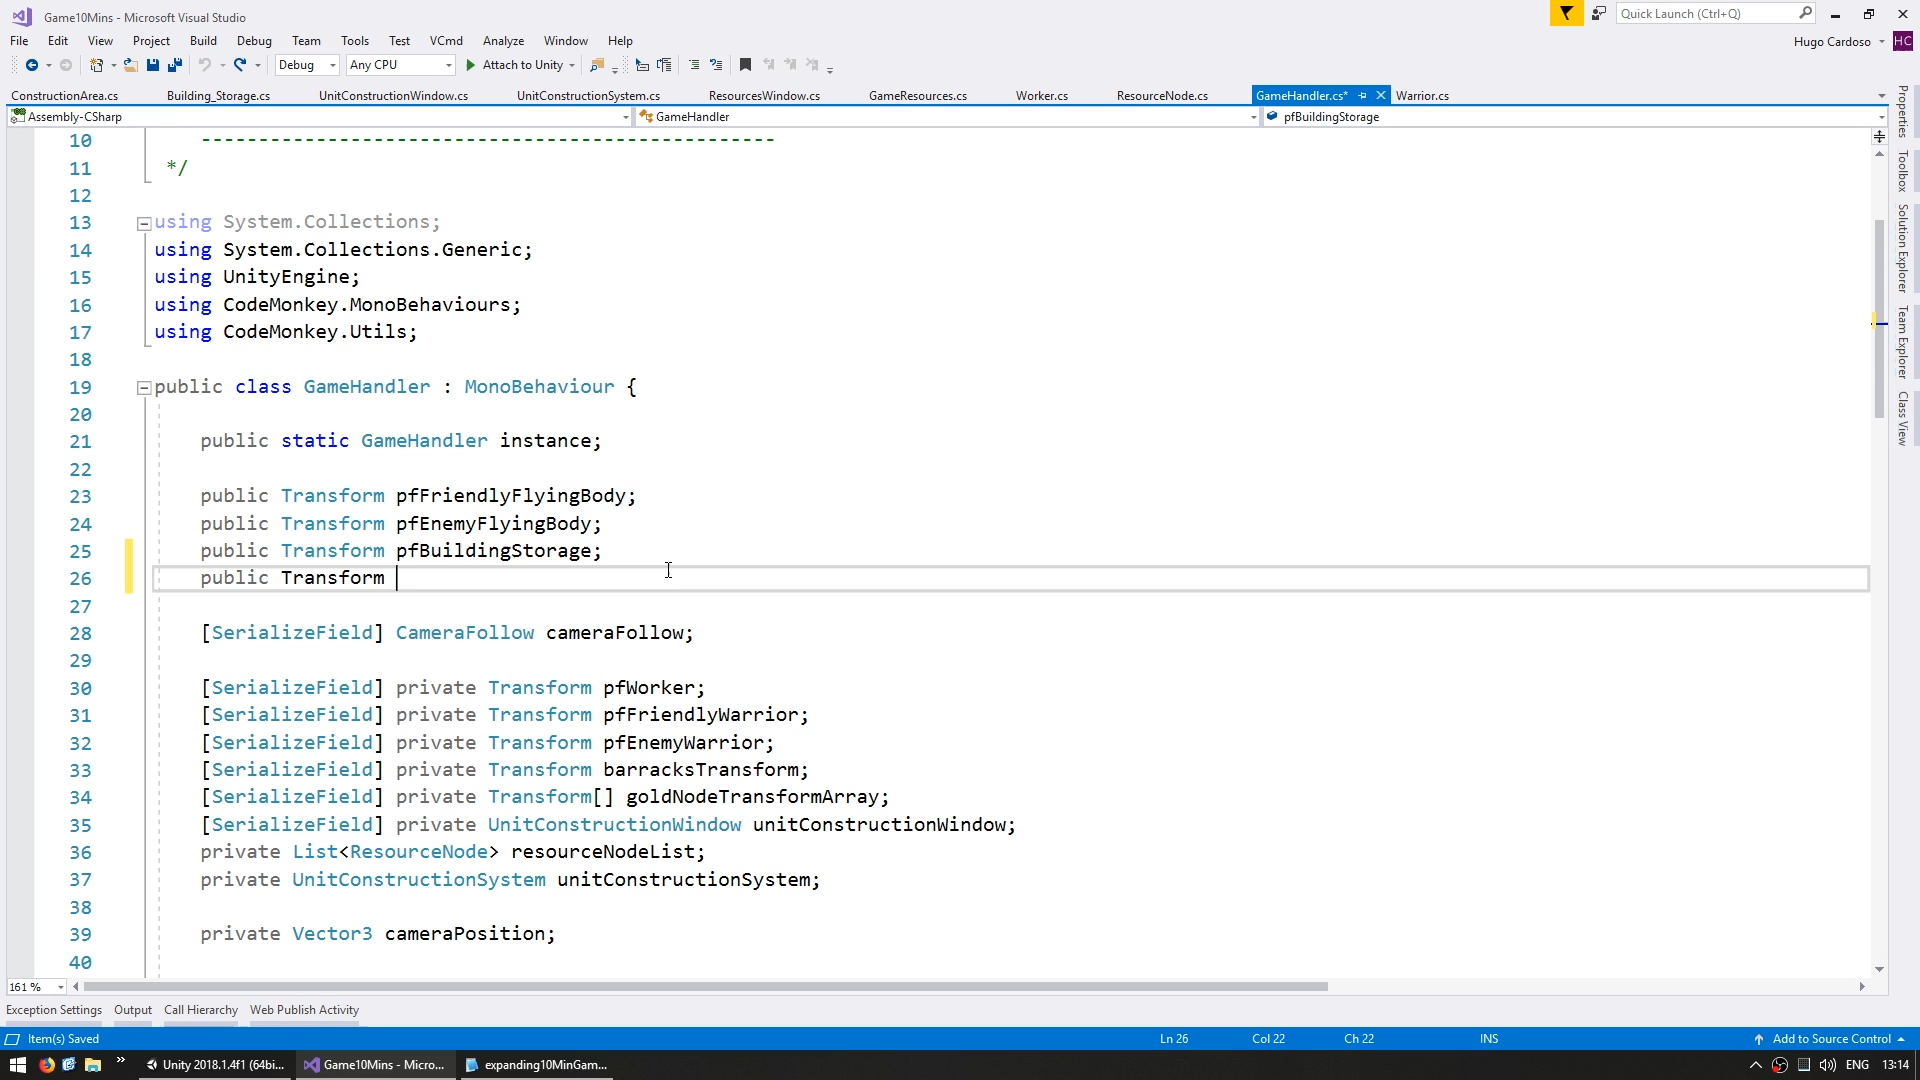 Game10Mins - Microsoft Visual Studio
Quick Launch (Ctrl+Q)
File Edit View Project Build Debug Team Tools Test VCmd Analyze Window Help
Hugo Cardoso HC
Debug Any CPU Attach to Unity
ConstructionArea.cs Building_Storage.cs UnitConstructionWindow.cs UnitConstructionSystem.cs ResourcesWindow.cs GameResources.cs Worker.cs ResourceNode.cs GameHandler.cs* Warrior.cs
Assembly-CSharp GameHandler pfBuildingStorage
10 --------------------------------------------------
11 */
12
13 using System.Collections;
14 using System.Collections.Generic;
15 using UnityEngine;
16 using CodeMonkey.MonoBehaviours;
17 using CodeMonkey.Utils;
18
19 public class GameHandler : MonoBehaviour {
20
21 public static GameHandler instance;
22
23 public Transform pfFriendlyFlyingBody;
24 public Transform pfEnemyFlyingBody;
25 public Transform pfBuildingStorage;
26 public Transform
27
28 [SerializeField] CameraFollow cameraFollow;
29
30 [SerializeField] private Transform pfWorker;
31 [SerializeField] private Transform pfFriendlyWarrior;
32 [SerializeField] private Transform pfEnemyWarrior;
33 [SerializeField] private Transform barracksTransform;
34 [SerializeField] private Transform[] goldNodeTransformArray;
35 [SerializeField] private UnitConstructionWindow unitConstructionWindow;
36 private List<ResourceNode> resourceNodeList;
37 private UnitConstructionSystem unitConstructionSystem;
38
39 private Vector3 cameraPosition;
40
Properties
Toolbox
Solution Explorer
Team Explorer
Class View
161 %
Exception Settings Output Call Hierarchy Web Publish Activity
Item(s) Saved Ln 26 Col 22 Ch 22 INS Add to Source Control
Unity 2018.1.4f1 (64bi... Game10Mins - Micro... expanding10MinGam... ENG 13:14